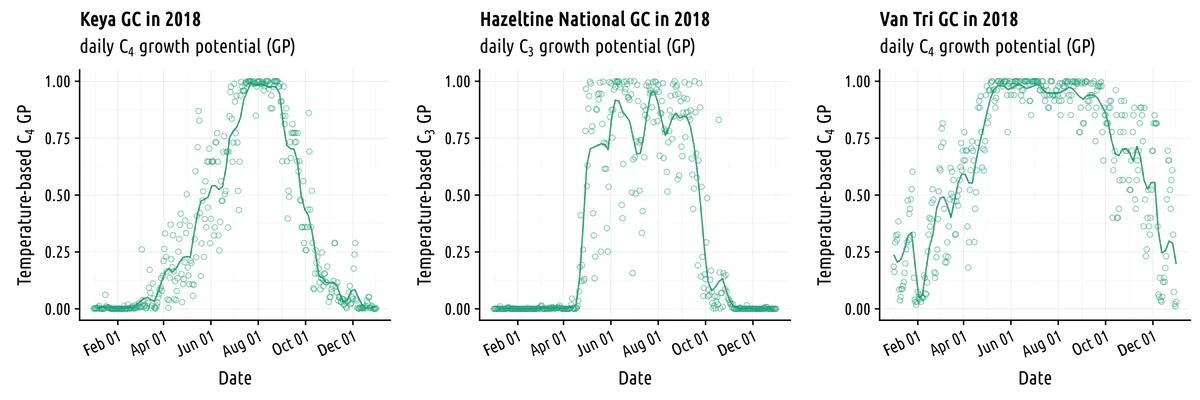 Keya GC in 2018
daily C₄ growth potential (GP)
Temperature-based C₄ GP
1.00
0.75
0.50
0.25
0.00
Feb 01 Apr 01 Jun 01 Aug 01 Oct 01 Dec 01
Date
Hazeltine National GC in 2018
daily C₃ growth potential (GP)
Temperature-based C₃ GP
1.00
0.75
0.50
0.25
0.00
Feb 01 Apr 01 Jun 01 Aug 01 Oct 01 Dec 01
Date
Van Tri GC in 2018
daily C₄ growth potential (GP)
Temperature-based C₄ GP
1.00
0.75
0.50
0.25
0.00
Feb 01 Apr 01 Jun 01 Aug 01 Oct 01 Dec 01
Date